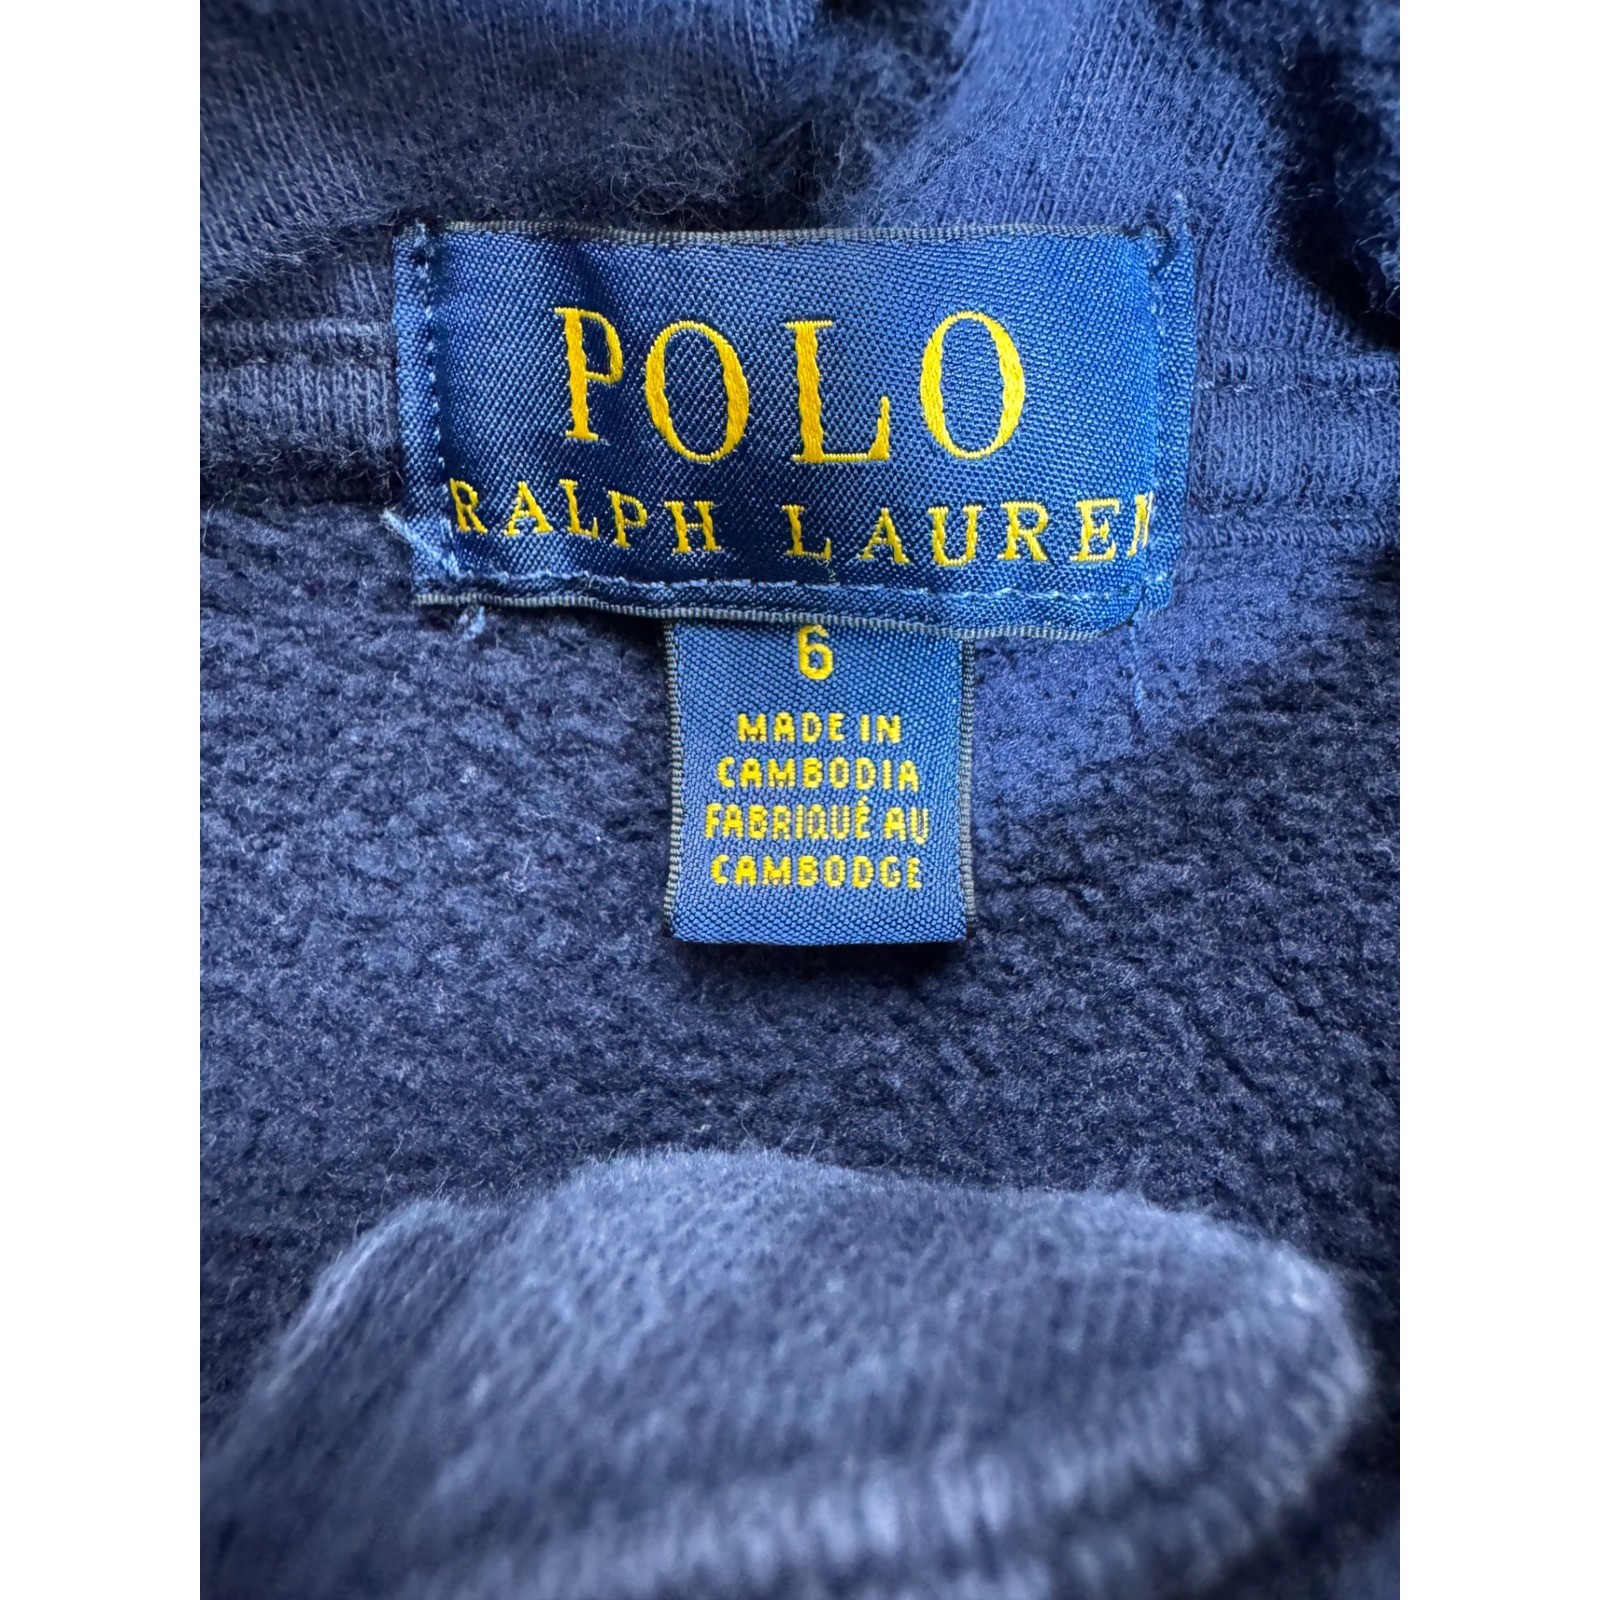 POLO
RALPH LAUREN
6
MADE IN
CAMBODIA
FABRIQUÉ AU
CAMBODGE